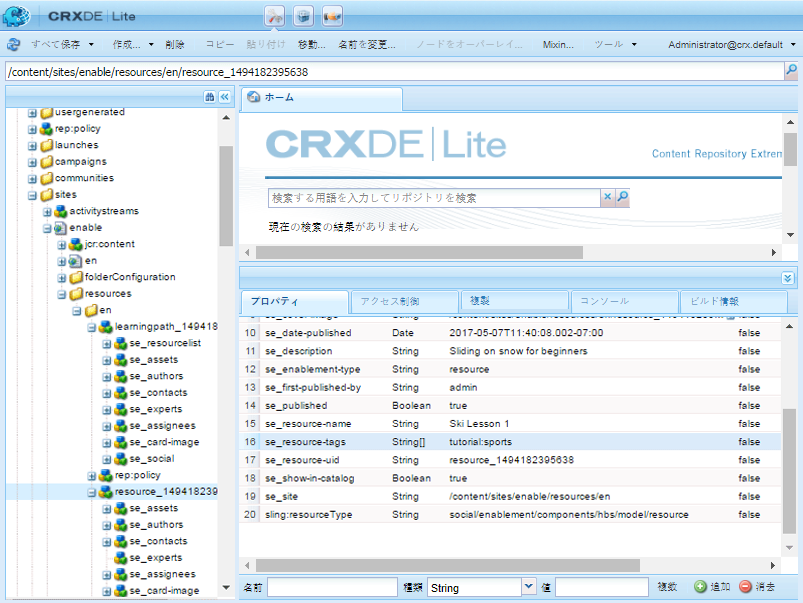 CRXDE | Lite
すべて保存 作成... 削除 コピー 貼り付け 移動... 名前を変更... ノードをオーバーレイ... Mixin... ツール Administrator@crx.default
/content/sites/enable/resources/en/resource_1494182395638
usergenerated
rep:policy
launches
campaigns
communities
sites
activitystreams
enable
jcr:content
en
folderConfiguration
resources
en
learningpath_149418
se_resourcelist
se_assets
se_authors
se_contacts
se_experts
se_assignees
se_card-image
se_social
rep:policy
resource_149418239
se_assets
se_authors
se_contacts
se_experts
se_assignees
se_card-image
ホーム
CRXDE | Lite
Content Repository Extrem
検索する用語を入力してリポジトリを検索
現在の検索の結果がありません
プロパティ アクセス制御 複製 コンソール ビルド情報
10 se_date-published Date 2017-05-07T11:40:08.002-07:00 false
11 se_description String Sliding on snow for beginners false
12 se_enablement-type String resource false
13 se_first-published-by String admin false
14 se_published Boolean true false
15 se_resource-name String Ski Lesson 1 false
16 se_resource-tags String[] tutorial:sports false
17 se_resource-uid String resource_1494182395638 false
18 se_show-in-catalog Boolean true false
19 se_site String /content/sites/enable/resources/en false
20 sling:resourceType String social/enablement/components/hbs/model/resource false
名前 種類 String 値 複数 追加 消去